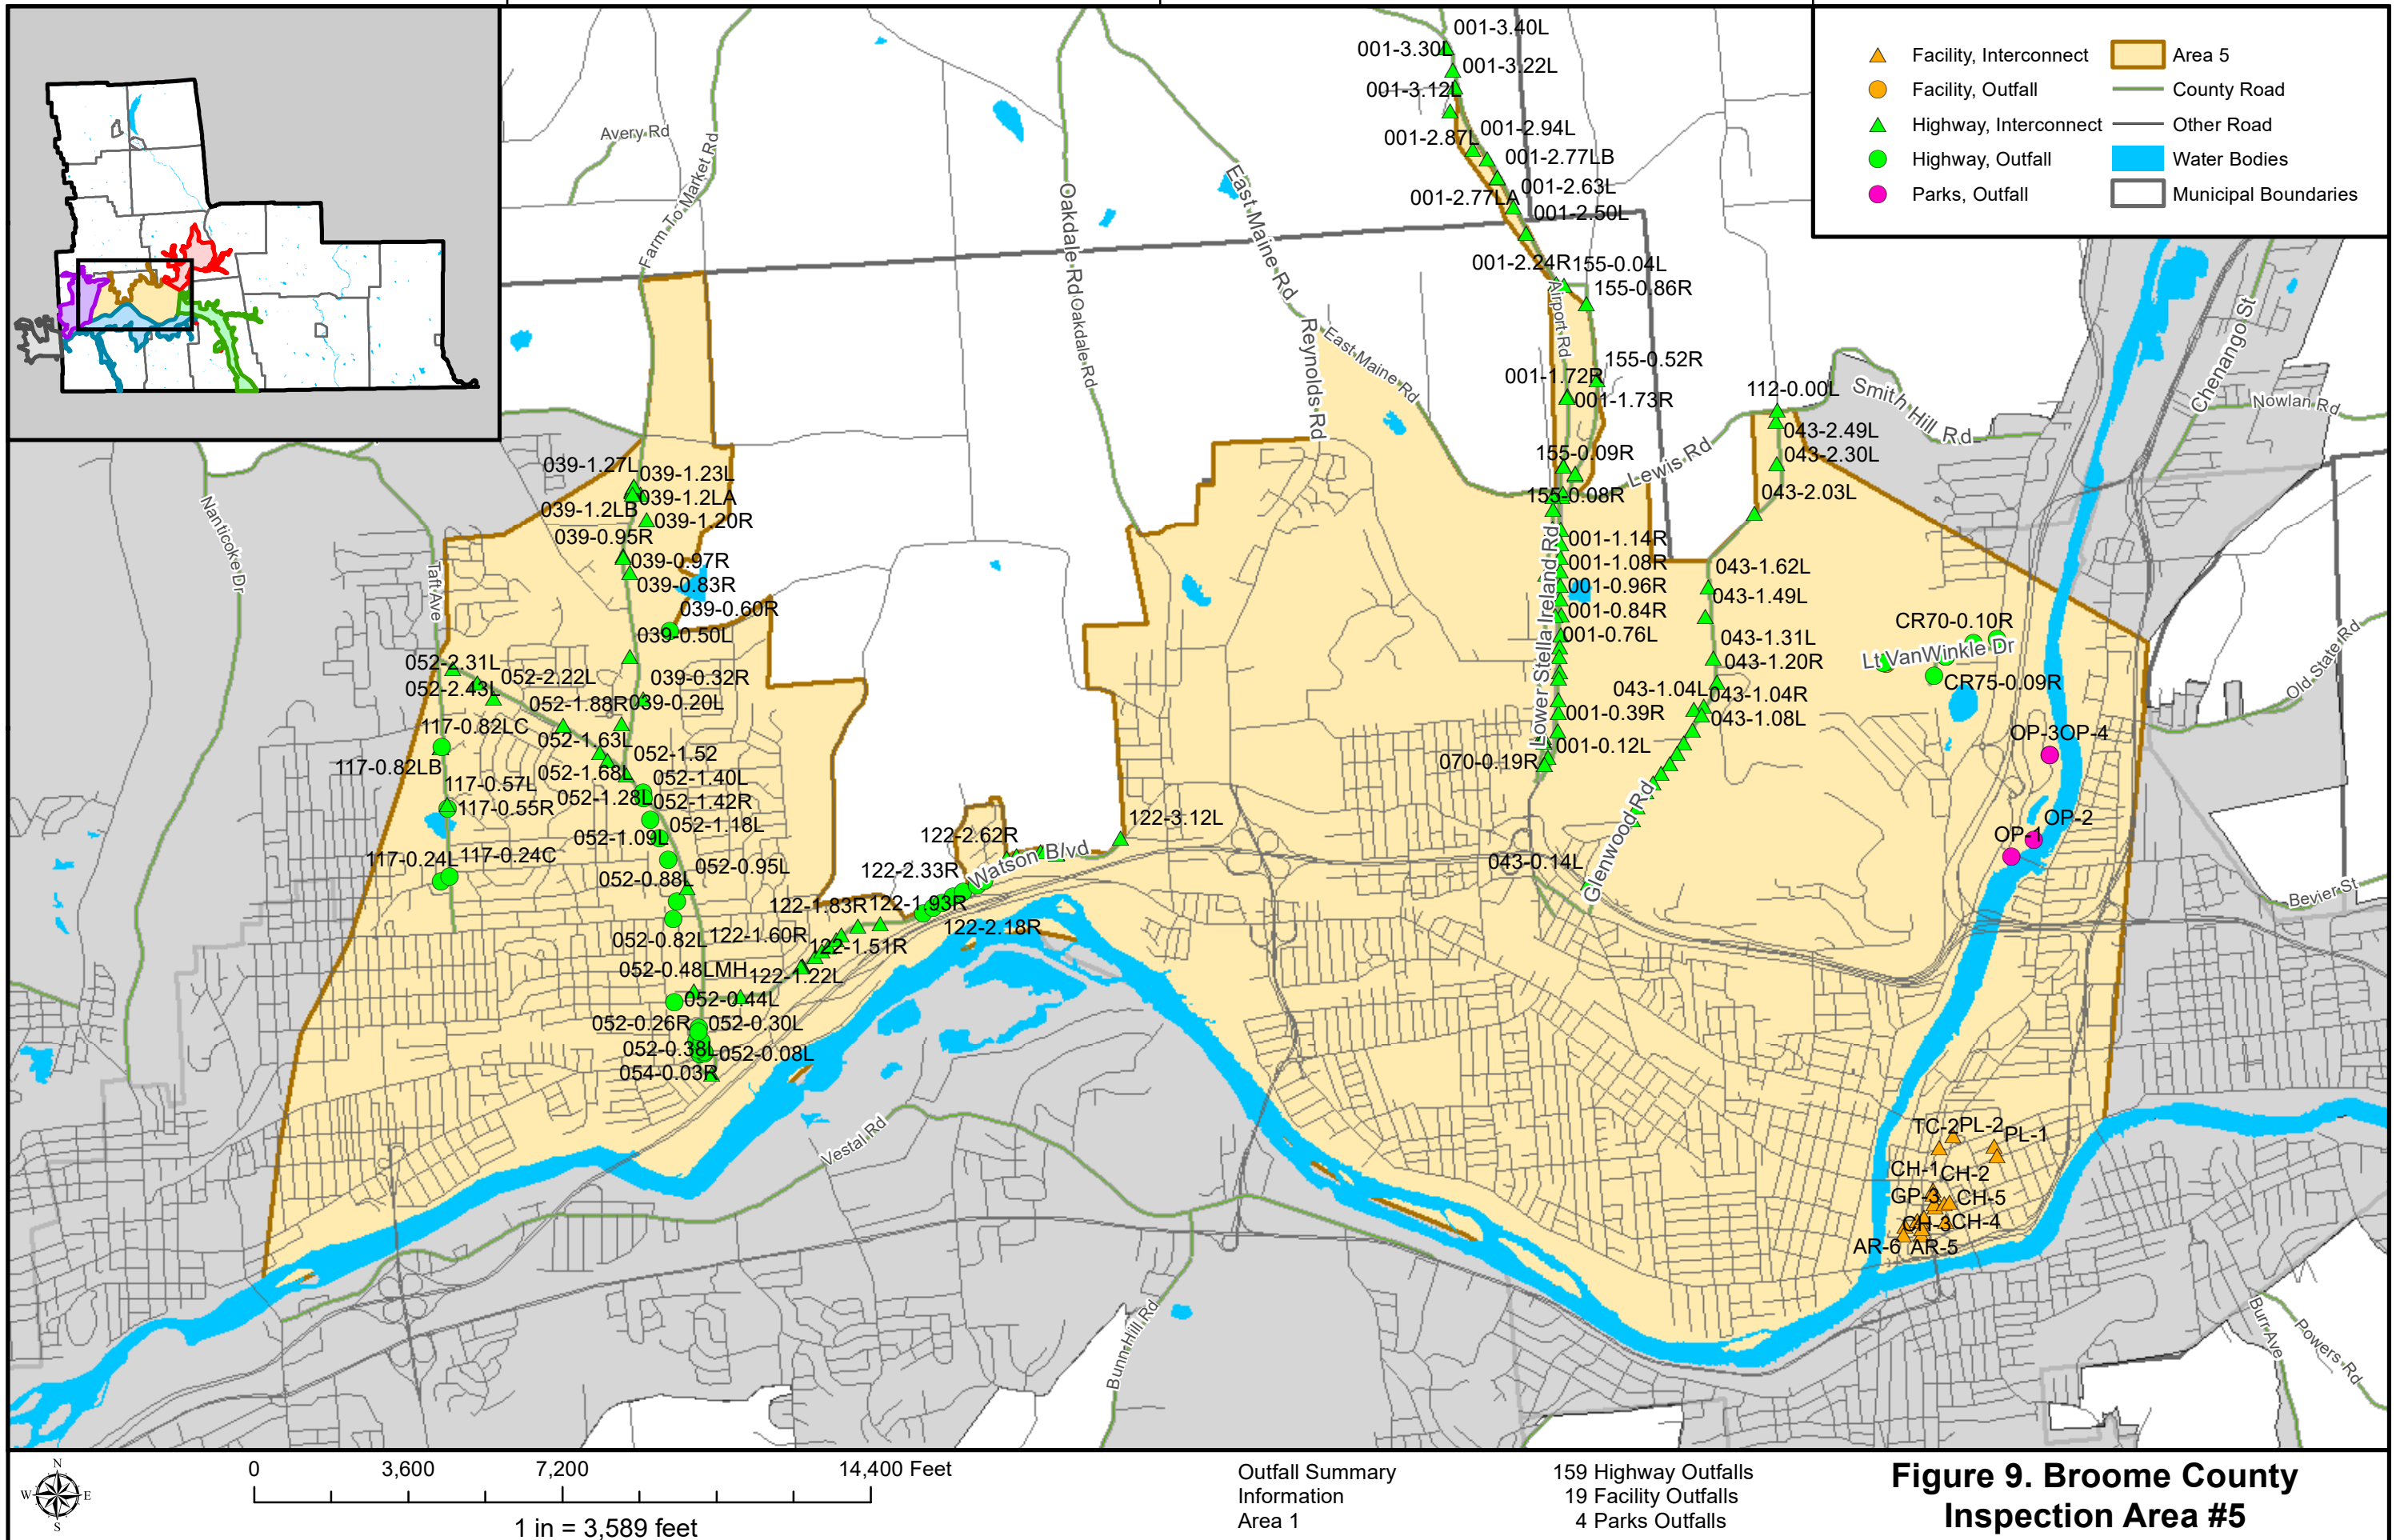 Facility, Interconnect
Facility, Outfall
Highway, Interconnect
Highway, Outfall
Parks, Outfall
Area 5
County Road
Other Road
Water Bodies
Municipal Boundaries
Avery Rd
Farm To Market Rd
Oakdale Rd
Oakdale Rd
East Maine Rd
East Maine Rd
Reynolds Rd
Airport Rd
Lewis Rd
Smith Hill Rd
Chenango St
Nowlan Rd
Old State Rd
Bevier St
Nanticoke Dr
Taft Ave
Lower Stella Ireland Rd
Glenwood Rd
Lt VanWinkle Dr
Watson Blvd
Vestal Rd
Bunn Hill Rd
Burr Ave
Powers Rd
001-3.40L
001-3.30L
001-3.22L
001-3.12L
001-2.94L
001-2.87L
001-2.77LB
001-2.63L
001-2.77LA
001-2.50L
001-2.24R
155-0.04L
155-0.86R
155-0.52R
001-1.72R
001-1.73R
155-0.09R
155-0.08R
112-0.00L
043-2.49L
043-2.30L
043-2.03L
001-1.14R
001-1.08R
001-0.96R
001-0.84R
001-0.76L
001-0.39R
001-0.12L
070-0.19R
043-1.62L
043-1.49L
043-1.31L
043-1.20R
043-1.04L
043-1.04R
043-1.08L
043-0.14L
CR70-0.10R
CR75-0.09R
OP-3
OP-4
OP-2
OP-1
039-1.27L
039-1.23L
039-1.2LA
039-1.2LB
039-1.20R
039-0.95R
039-0.97R
039-0.83R
039-0.60R
039-0.50L
039-0.32R
039-0.20L
052-2.31L
052-2.22L
052-2.43L
052-1.88R
117-0.82LC
052-1.63L
052-1.52
117-0.82LB
052-1.68L
052-1.40L
117-0.57L
052-1.28L
052-1.42R
117-0.55R
052-1.18L
052-1.09L
117-0.24L
117-0.24C
052-0.95L
052-0.88L
052-0.82L
052-0.48LMH
052-0.44L
052-0.26R
052-0.30L
052-0.38L
052-0.08L
054-0.03R
122-3.12L
122-2.62R
122-2.33R
122-1.83R
122-1.93R
122-2.18R
122-1.60R
122-1.51R
122-1.22L
TC-2
PL-2
PL-1
CH-1
CH-2
GP-3
CH-5
CH-3
CH-4
AR-6
AR-5
N
W
E
S
0
3,600
7,200
14,400 Feet
1 in = 3,589 feet
Outfall Summary
Information
Area 1
159 Highway Outfalls
19 Facility Outfalls
4 Parks Outfalls
Figure 9. Broome County
Inspection Area #5